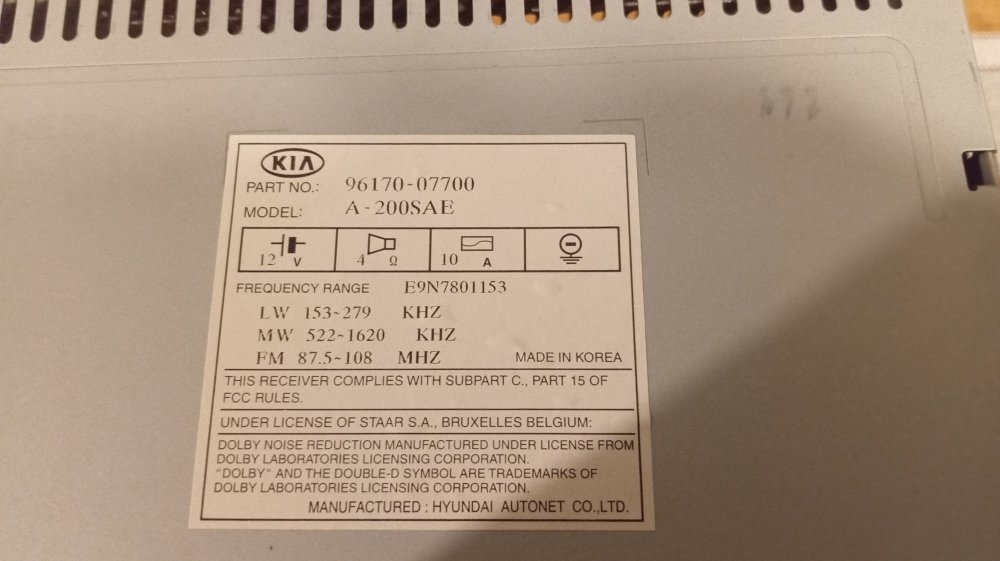 KIA
PART NO.: 96170-07700
MODEL: A-200SAE
12 V 4 Ω 10 A
FREQUENCY RANGE E9N7801153
LW 153~279 KHZ
MW 522~1620 KHZ
FM 87.5~108 MHZ MADE IN KOREA
THIS RECEIVER COMPLIES WITH SUBPART C., PART 15 OF
FCC RULES.
UNDER LICENSE OF STAAR S.A., BRUXELLES BELGIUM:
DOLBY NOISE REDUCTION MANUFACTURED UNDER LICENSE FROM
DOLBY LABORATORIES LICENSING CORPORATION.
"DOLBY" AND THE DOUBLE-D SYMBOL ARE TRADEMARKS OF
DOLBY LABORATORIES LICENSING CORPORATION.
MANUFACTURED : HYUNDAI AUTONET CO.,LTD.